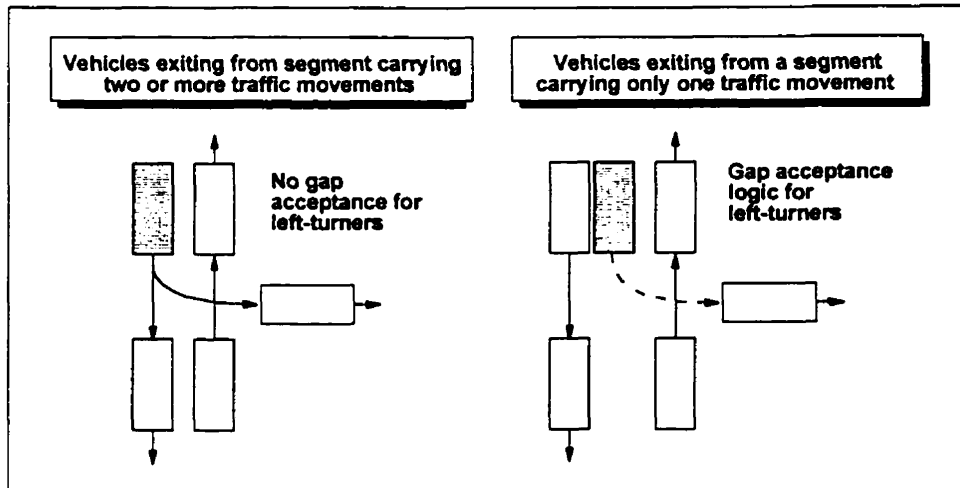 Vehicles exiting from segment carrying
two or more traffic movements
Vehicles exiting from a segment
carrying only one traffic movement
No gap
acceptance for
left-turners
Gap acceptance
logic for
left-turners